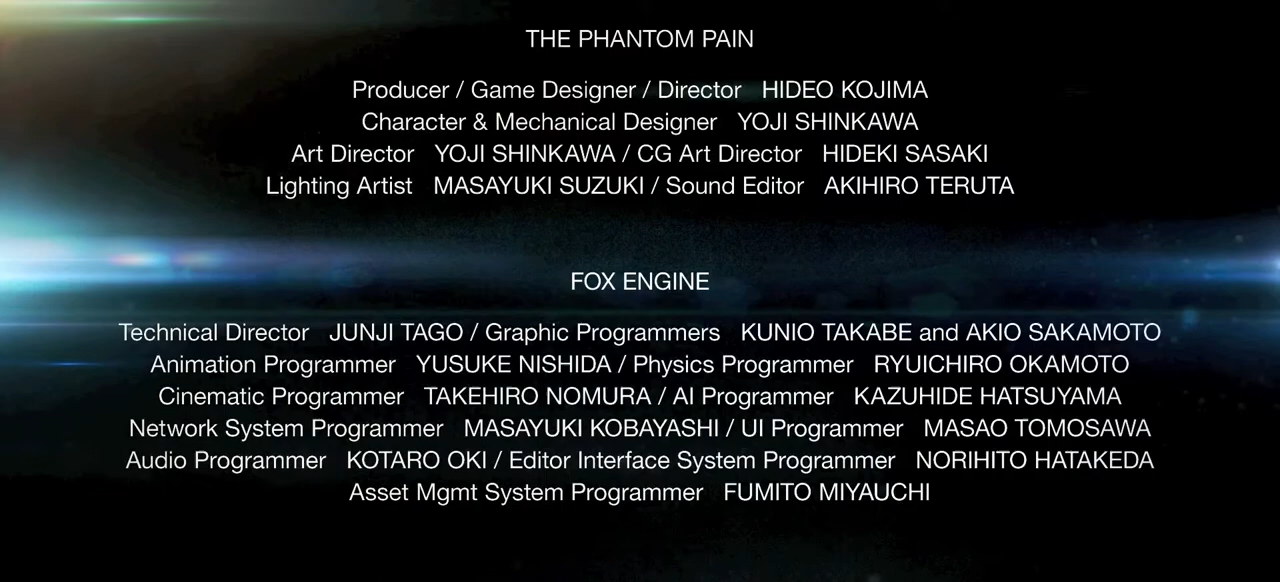 THE PHANTOM PAIN
Producer / Game Designer / Director HIDEO KOJIMA
Character & Mechanical Designer YOJI SHINKAWA
Art Director YOJI SHINKAWA / CG Art Director HIDEKI SASAKI
Lighting Artist MASAYUKI SUZUKI / Sound Editor AKIHIRO TERUTA
FOX ENGINE
Technical Director JUNJI TAGO / Graphic Programmers KUNIO TAKABE and AKIO SAKAMOTO
Animation Programmer YUSUKE NISHIDA / Physics Programmer RYUICHIRO OKAMOTO
Cinematic Programmer TAKEHIRO NOMURA / AI Programmer KAZUHIDE HATSUYAMA
Network System Programmer MASAYUKI KOBAYASHI / UI Programmer MASAO TOMOSAWA
Audio Programmer KOTARO OKI / Editor Interface System Programmer NORIHITO HATAKEDA
Asset Mgmt System Programmer FUMITO MIYAUCHI